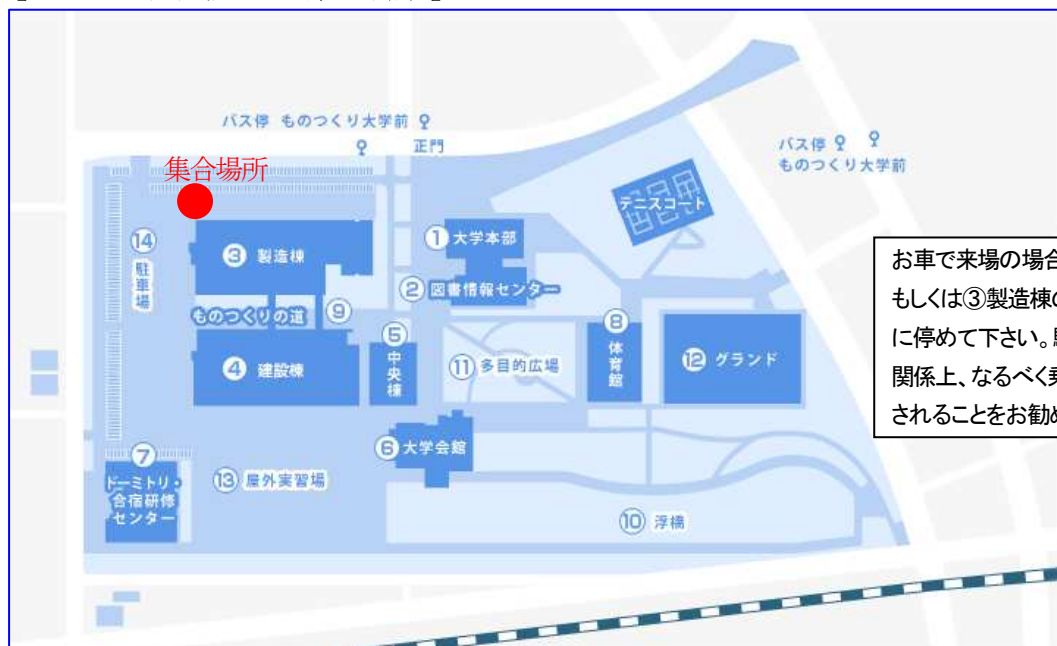 バス停 ものつくり大学前
正門
バス停
ものつくり大学前
集合場所
テニスコート
① 大学本部
③ 製造棟
⑭ 駐車場
② 図書情報センター
ものつくりの道
⑨
⑤ 中央棟
⑧ 体育館
④ 建設棟
⑪ 多目的広場
⑫ グランド
⑥ 大学会館
⑦
ドーミトリ・
合宿研修
センター
⑬ 屋外実習場
⑩ 浮橋
お車で来場の場合
もしくは③製造棟の
に停めて下さい。
関係上、なるべく
されることをお勧め